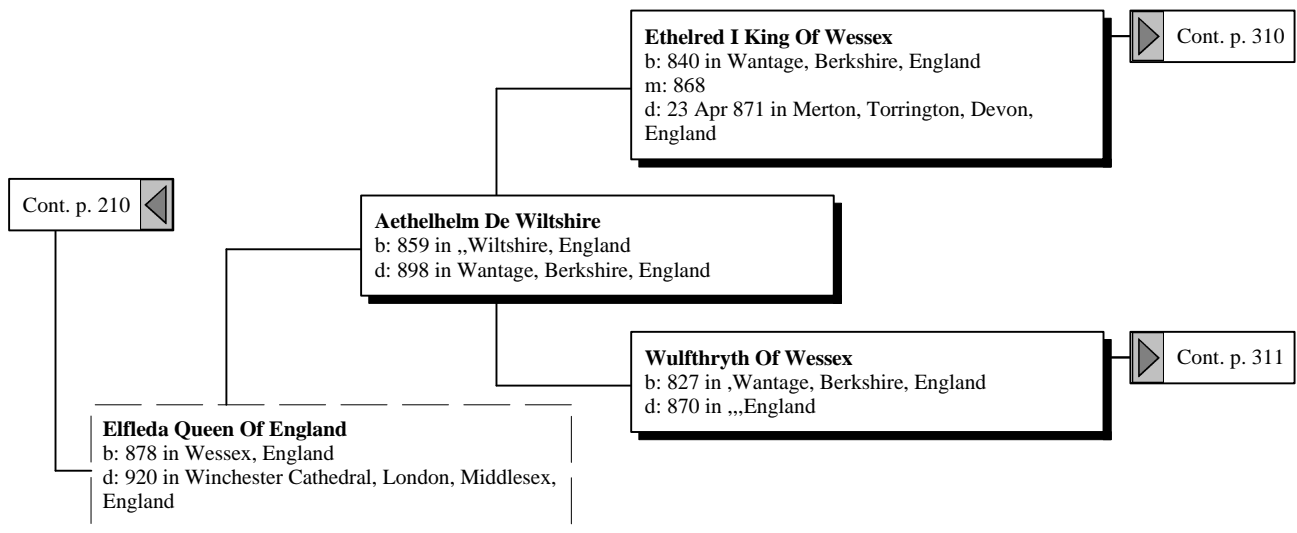 Ethelred I King Of Wessex
b: 840 in Wantage, Berkshire, England
m: 868
d: 23 Apr 871 in Merton, Torrington, Devon,
England
Cont. p. 310
Cont. p. 210
Aethelhelm De Wiltshire
b: 859 in ,,Wiltshire, England
d: 898 in Wantage, Berkshire, England
Wulfthryth Of Wessex
b: 827 in ,Wantage, Berkshire, England
d: 870 in ,,,England
Cont. p. 311
Elfleda Queen Of England
b: 878 in Wessex, England
d: 920 in Winchester Cathedral, London, Middlesex,
England